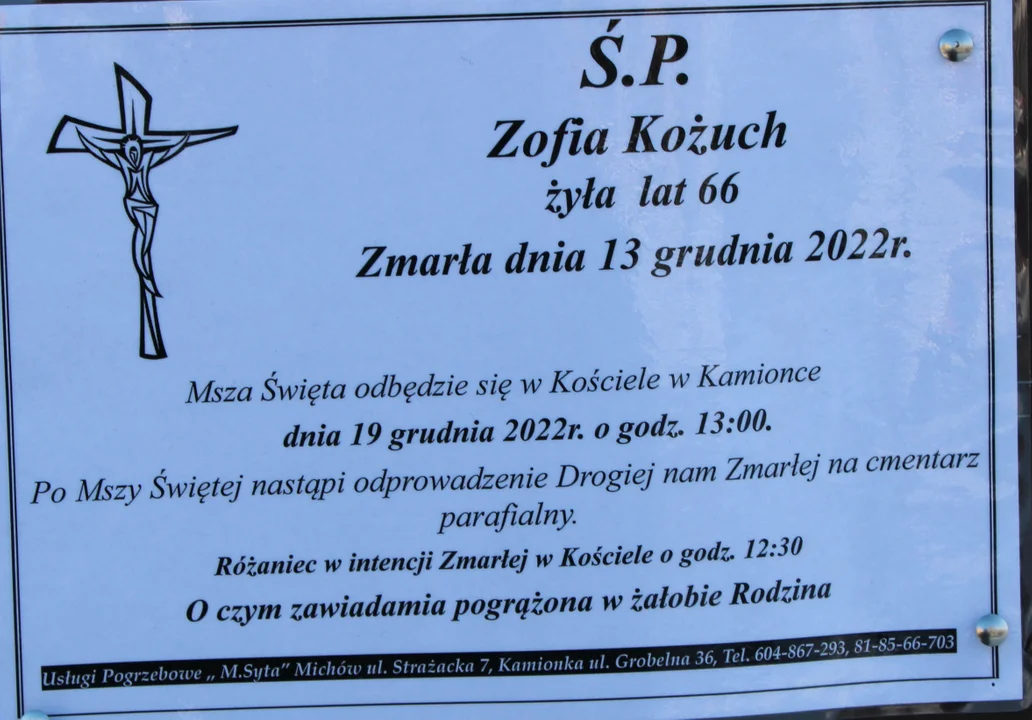 Ś.P.
Zofia Kożuch
żyła lat 66
Zmarła dnia 13 grudnia 2022r.
Msza Święta odbędzie się w Kościele w Kamionce
dnia 19 grudnia 2022r. o godz. 13:00.
Po Mszy Świętej nastąpi odprowadzenie Drogiej nam Zmarłej na cmentarz
parafialny.
Różaniec w intencji Zmarłej w Kościele o godz. 12:30
O czym zawiadamia pogrążona w żałobie Rodzina
Usługi Pogrzebowe „ M.Syta” Michów ul. Strażacka 7, Kamionka ul. Grobelna 36, Tel. 604-867-293, 81-85-66-703